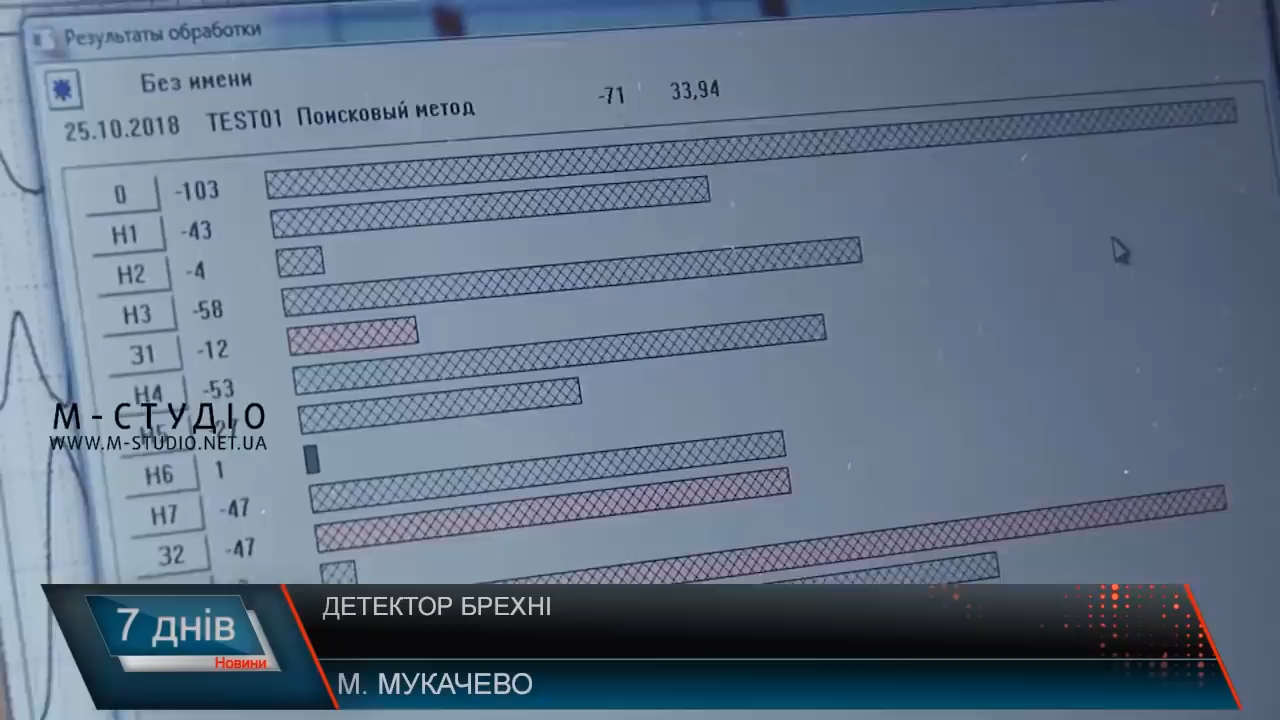 Результаты обработки
Без имени
25.10.2018 TEST01 Поисковый метод -71 33,94
0 -103
Н1 -43
Н2 -4
Н3 -58
З1 -12
Н4 -53
М-СТУДІО
WWW.M-STUDIO.NET.UA
Н6 1
Н7 -47
З2 -47
7 днів
Новини
ДЕТЕКТОР БРЕХНІ
М. МУКАЧЕВО